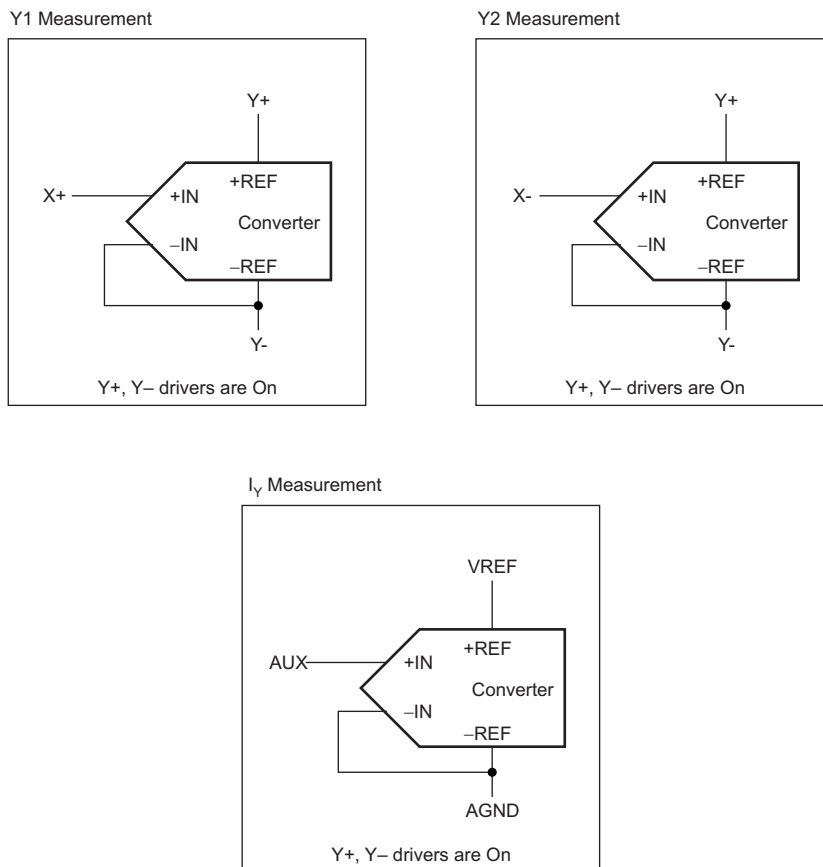 Y1 Measurement
Y+
X+
+IN
+REF
Converter
–IN
–REF
Y-
Y+, Y– drivers are On
Y2 Measurement
Y+
X-
+IN
+REF
Converter
–IN
–REF
Y-
Y+, Y– drivers are On
IY Measurement
VREF
AUX
+IN
+REF
Converter
–IN
–REF
AGND
Y+, Y– drivers are On